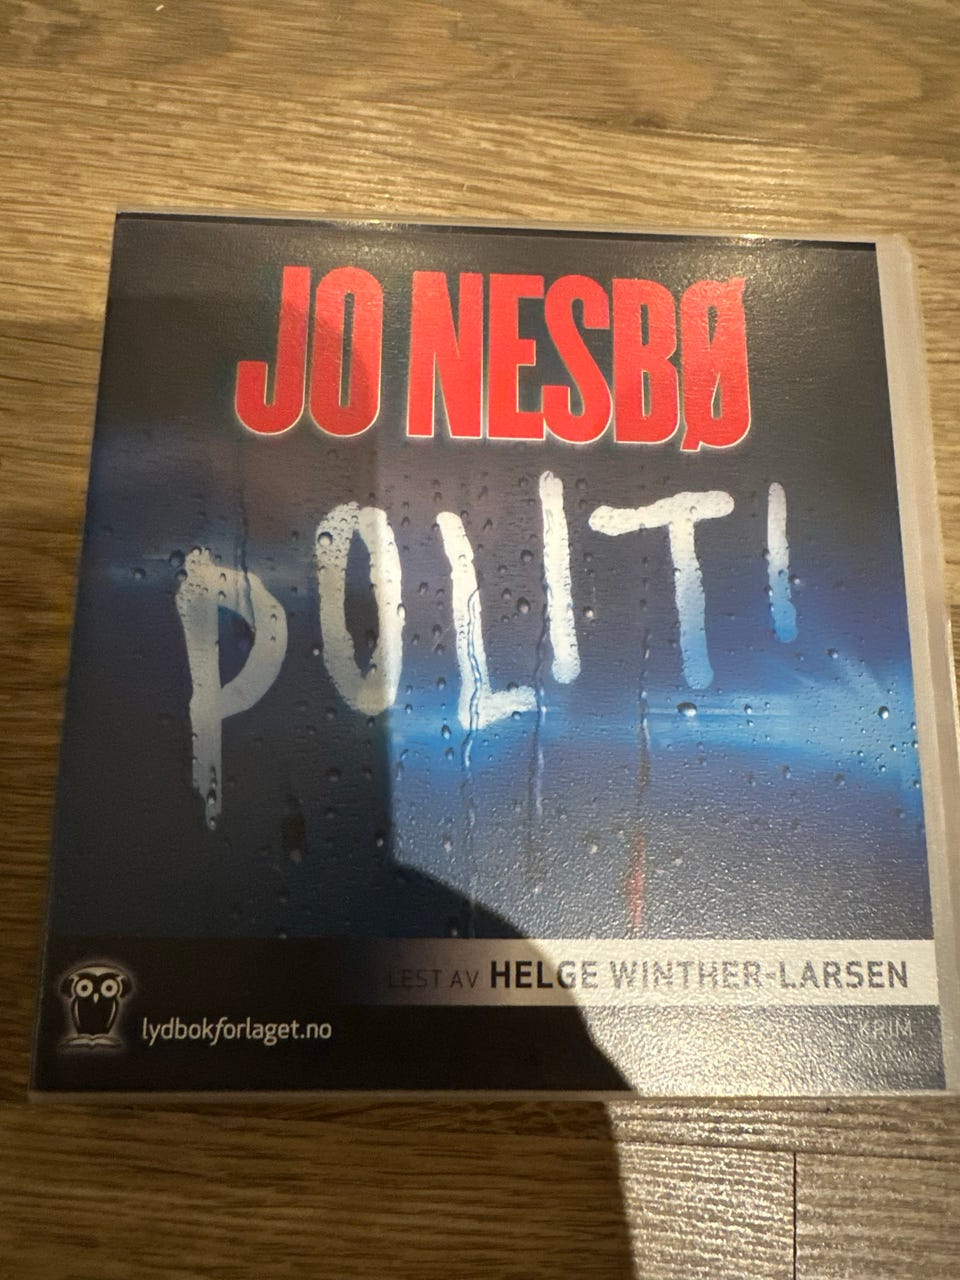 JO NESBØ
POLITI
LEST AV HELGE WINTHER-LARSEN
lydbokforlaget.no
KRIM